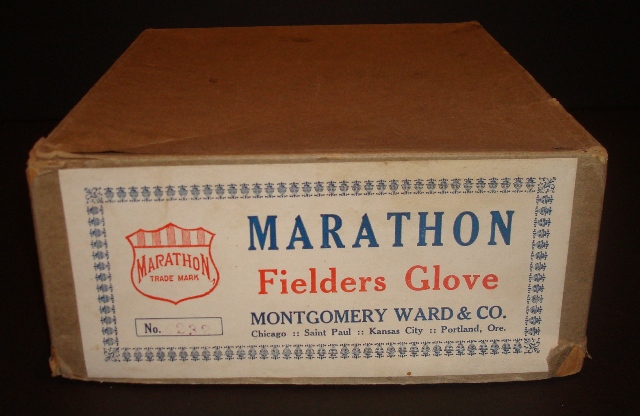 MARATHON
TRADE MARK
No.
MARATHON
Fielders Glove
MONTGOMERY WARD & CO.
Chicago :: Saint Paul :: Kansas City :: Portland, Ore.